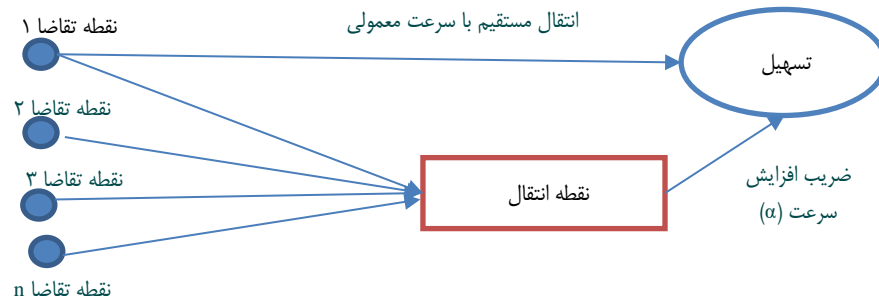 نقطه تقاضا ۱
انتقال مستقیم با سرعت معمولی
تسهیل
نقطه تقاضا ۲
نقطه تقاضا ۳
نقطه انتقال
ضریب افزایش
سرعت (α)
نقطه تقاضا n